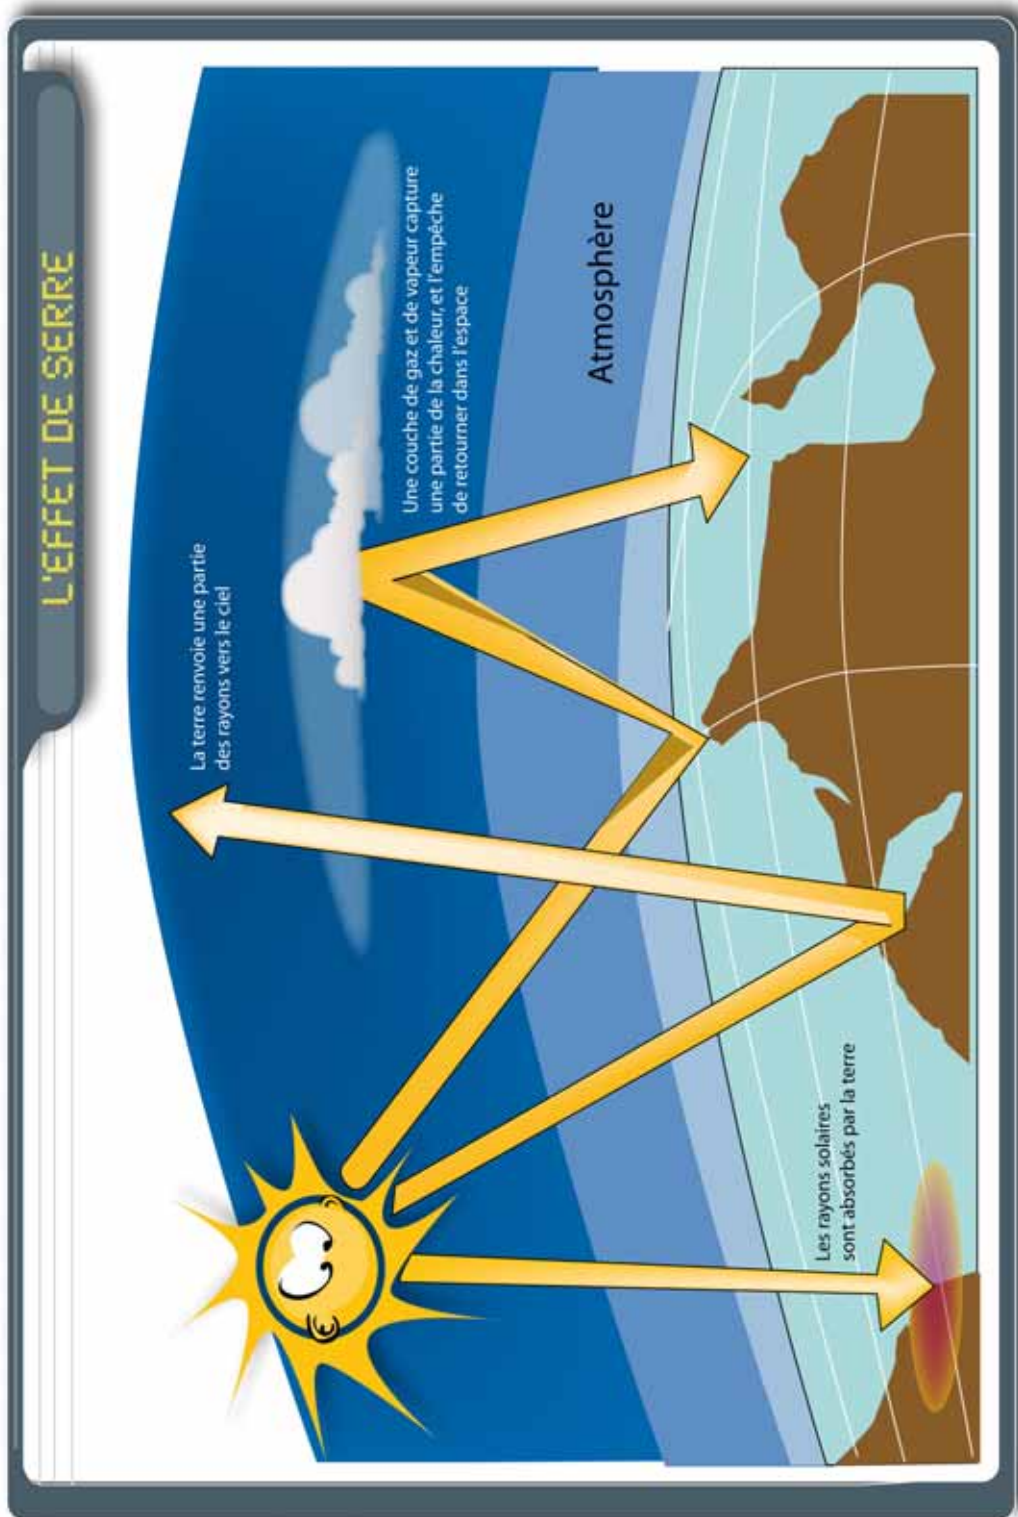 L'EFFET DE SERRE
La terre renvoie une partie
des rayons vers le ciel
Une couche de gaz et de vapeur capture
une partie de la chaleur, et l'empêche
de retourner dans l'espace
Atmosphère
Les rayons solaires
sont absorbés par la terre